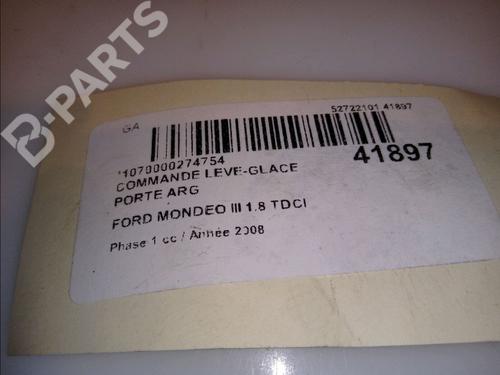 B-PARTS
GA
52722101 41897
*1070000274754
41897
COMMANDE LEVE-GLACE
PORTE ARG
FORD MONDEO III 1.8 TDCI
Phase 1 cc / Année 2008